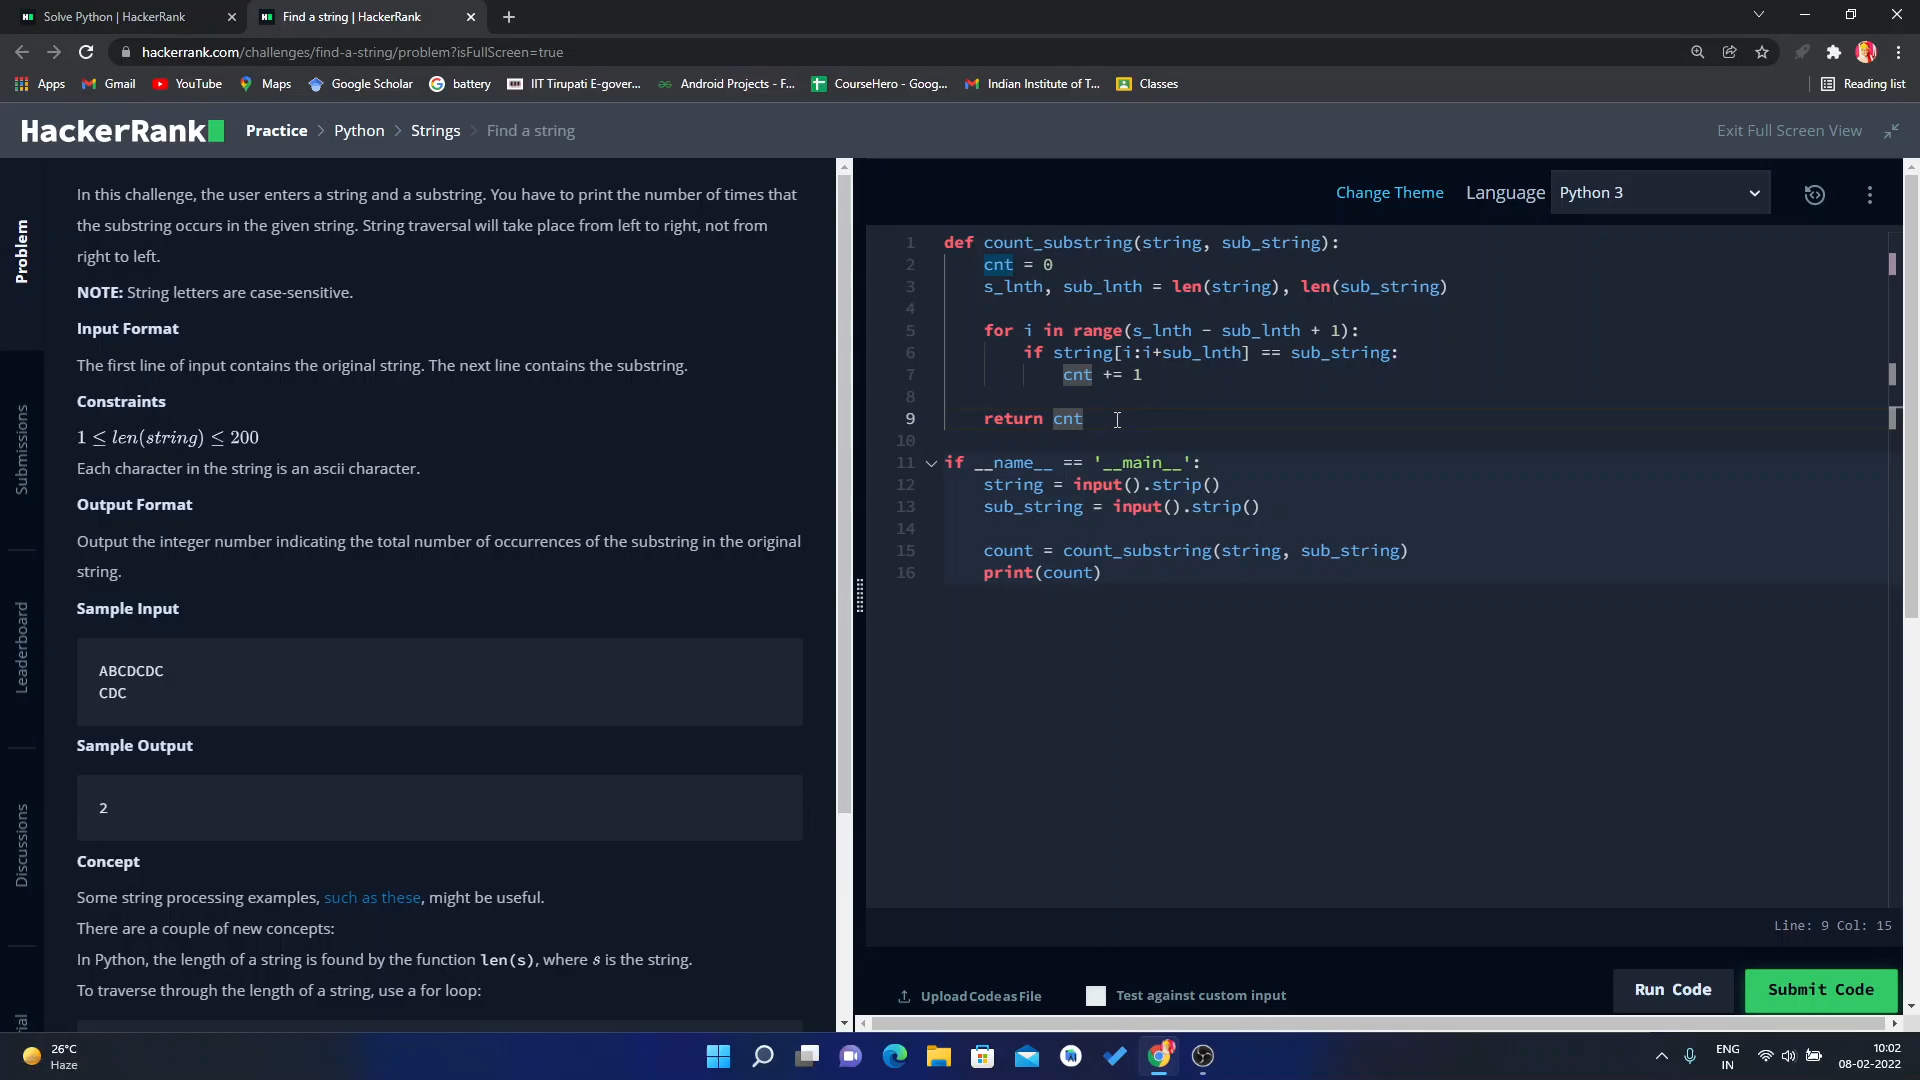 Solve Python | HackerRank
Find a string | HackerRank
hackerrank.com/challenges/find-a-string/problem?isFullScreen=true
Apps
Gmail
YouTube
Maps
Google Scholar
battery
IIT Tirupati E-gover...
Android Projects - F...
CourseHero - Goog...
Indian Institute of T...
Classes
Reading list
HackerRank
Practice > Python > Strings > Find a string
Exit Full Screen View
Problem
Submissions
Leaderboard
Discussions
In this challenge, the user enters a string and a substring. You have to print the number of times that
the substring occurs in the given string. String traversal will take place from left to right, not from
right to left.
NOTE: String letters are case-sensitive.
Input Format
The first line of input contains the original string. The next line contains the substring.
Constraints
1 ≤ len(string) ≤ 200
Each character in the string is an ascii character.
Output Format
Output the integer number indicating the total number of occurrences of the substring in the original
string.
Sample Input
ABCDCDC
CDC
Sample Output
2
Concept
Some string processing examples, such as these, might be useful.
There are a couple of new concepts:
In Python, the length of a string is found by the function len(s), where s is the string.
To traverse through the length of a string, use a for loop:
Change Theme
Language
Python 3
1 def count_substring(string, sub_string):
2 cnt = 0
3 s_lnth, sub_lnth = len(string), len(sub_string)
4
5 for i in range(s_lnth - sub_lnth + 1):
6 if string[i:i+sub_lnth] == sub_string:
7 cnt += 1
8
9 return cnt
10
11 if __name__ == '__main__':
12 string = input().strip()
13 sub_string = input().strip()
14
15 count = count_substring(string, sub_string)
16 print(count)
Line: 9 Col: 15
Upload Code as File
Test against custom input
Run Code
Submit Code
26°C
Haze
ENG
IN
10:02
08-02-2022